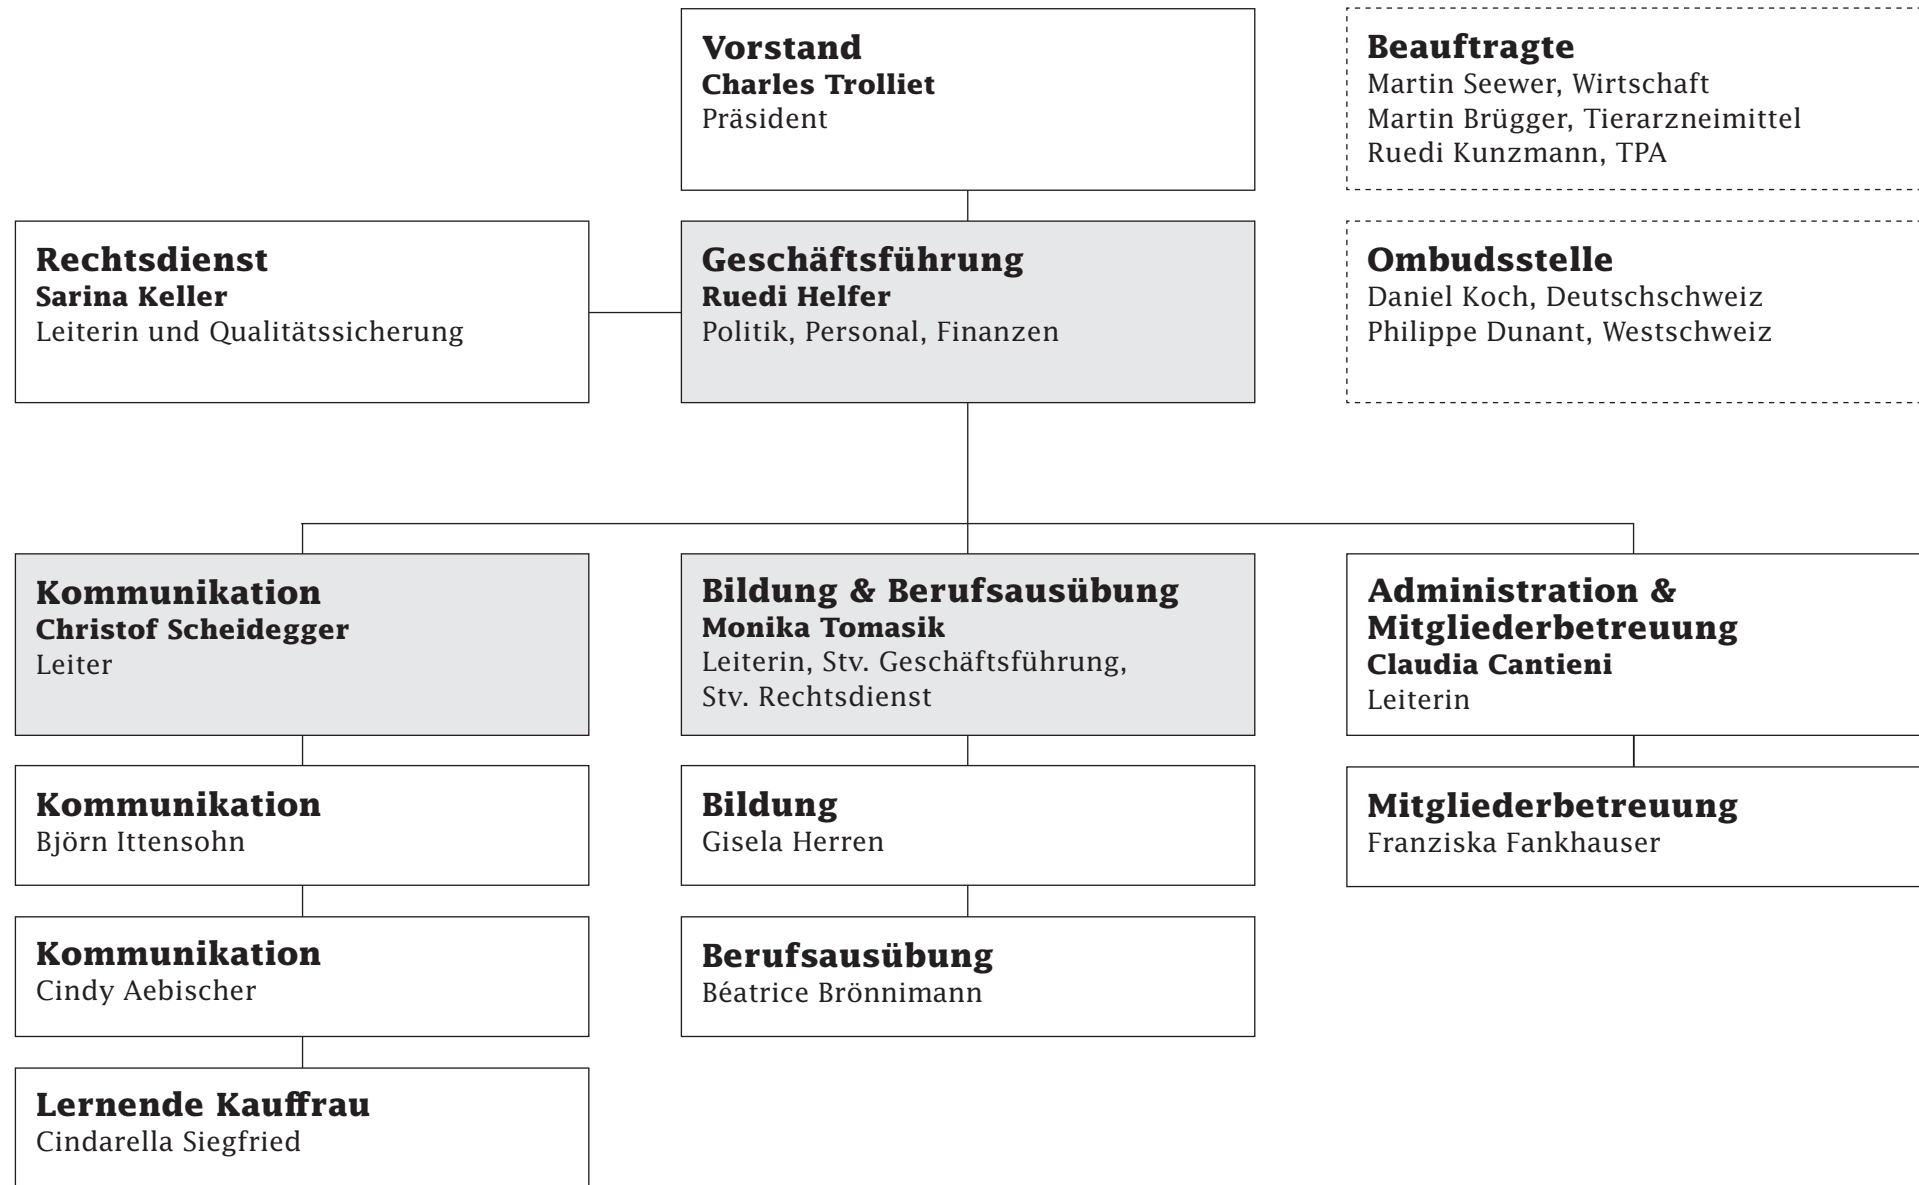 Vorstand
Charles Trolliet
Präsident
Beauftragte
Martin Seewer, Wirtschaft
Martin Brügger, Tierarzneimittel
Ruedi Kunzmann, TPA
Rechtsdienst
Sarina Keller
Leiterin und Qualitätssicherung
Geschäftsführung
Ruedi Helfer
Politik, Personal, Finanzen
Ombudsstelle
Daniel Koch, Deutschschweiz
Philippe Dunant, Westschweiz
Kommunikation
Christof Scheidegger
Leiter
Bildung & Berufsausübung
Monika Tomasik
Leiterin, Stv. Geschäftsführung,
Stv. Rechtsdienst
Administration &
Mitgliederbetreuung
Claudia Cantieni
Leiterin
Kommunikation
Björn Ittensohn
Bildung
Gisela Herren
Mitgliederbetreuung
Franziska Fankhauser
Kommunikation
Cindy Aebischer
Berufsausübung
Béatrice Brönnimann
Lernende Kauffrau
Cindarella Siegfried